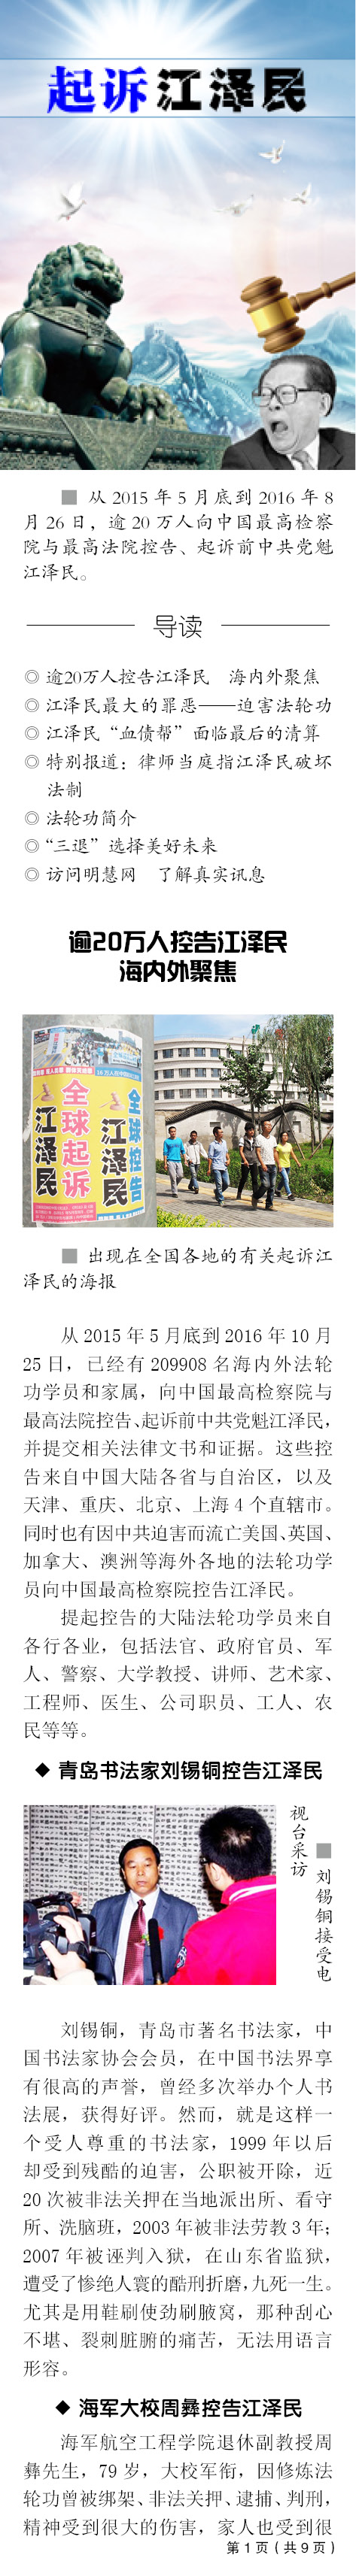 起诉江泽民
■ 从 2015 年 5 月底到 2016 年 8
月 26 日，逾 20 万人向中国最高检察
院与最高法院控告、起诉前中共党魁
江泽民。
导读
◎ 逾20万人控告江泽民　海内外聚焦
◎ 江泽民最大的罪恶——迫害法轮功
◎ 江泽民“血债帮”面临最后的清算
◎ 特别报道：律师当庭指江泽民破坏
法制
◎ 法轮功简介
◎ “三退”选择美好未来
◎ 访问明慧网　了解真实讯息
逾20万人控告江泽民
海内外聚焦
全球控告
江泽民
全球起诉
江泽民
■ 出现在全国各地的有关起诉江
泽民的海报
从 2015 年 5 月底到 2016 年 10 月
25 日，已经有 209908 名海内外法轮
功学员和家属，向中国最高检察院与
最高法院控告、起诉前中共党魁江泽民，
并提交相关法律文书和证据。这些控
告来自中国大陆各省与自治区，以及
天津、重庆、北京、上海 4 个直辖市。
同时也有因中共迫害而流亡美国、英国、
加拿大、澳洲等海外各地的法轮功学
员向中国最高检察院控告江泽民。
提起控告的大陆法轮功学员来自
各行各业，包括法官、政府官员、军
人、警察、大学教授、讲师、艺术家、
工程师、医生、公司职员、工人、农
民等等。
◆ 青岛书法家刘锡铜控告江泽民
■ 刘锡铜接受电
视台采访
刘锡铜，青岛市著名书法家，中
国书法家协会会员，在中国书法界享
有很高的声誉，曾经多次举办个人书
法展，获得好评。然而，就是这样一
个受人尊重的书法家，1999 年以后
却受到残酷的迫害，公职被开除，近
20 次被非法关押在当地派出所、看守
所、洗脑班，2003 年被非法劳教 3 年；
2007 年被诬判入狱，在山东省监狱，
遭受了惨绝人寰的酷刑折磨，九死一生。
尤其是用鞋刷使劲刷腋窝，那种刮心
不堪、裂刺脏腑的痛苦，无法用语言
形容。
◆ 海军大校周彝控告江泽民
海军航空工程学院退休副教授周
彝先生，79 岁，大校军衔，因修炼法
轮功曾被绑架、非法关押、逮捕、判刑，
精神受到很大的伤害，家人也受到很
第 1 页 ( 共 9 页 )